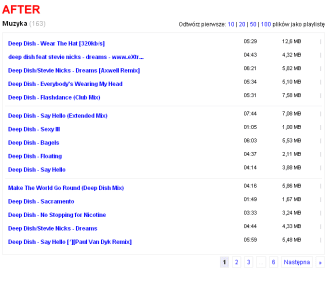 AFTER
Muzyka (163)
Odtwórz pierwsze: 10 | 20 | 50 | 100 plików jako playlistę
Deep Dish - Wear The Hat [320kb/s] 05:29 12,6 MB
deep dish feat stevie nicks - dreams - www.eXtr... 04:43 4,32 MB
Deep Dish/Stevie Nicks - Dreams [Axwell Remix] 06:21 5,82 MB
Deep Dish - Everybody's Wearing My Head 05:34 5,10 MB
Deep Dish - Flashdance (Club Mix) 05:31 7,58 MB
Deep Dish - Say Hello (Extended Mix) 07:44 7,08 MB
Deep Dish - Sexy Ill 01:05 1,00 MB
Deep Dish - Bagels 06:03 5,53 MB
Deep Dish - Floating 04:37 2,11 MB
Deep Dish - Say Hello 04:14 3,88 MB
Make The World Go Round (Deep Dish Mix) 04:16 5,86 MB
Deep Dish - Sacramento 01:49 1,67 MB
Deep Dish - No Stopping for Nicotine 03:33 3,24 MB
Deep Dish/Stevie Nicks - Dreams 04:44 4,33 MB
Deep Dish - Say Hello [*][Paul Van Dyk Remix] 05:59 5,48 MB
1 2 3 ... 6 Następna »